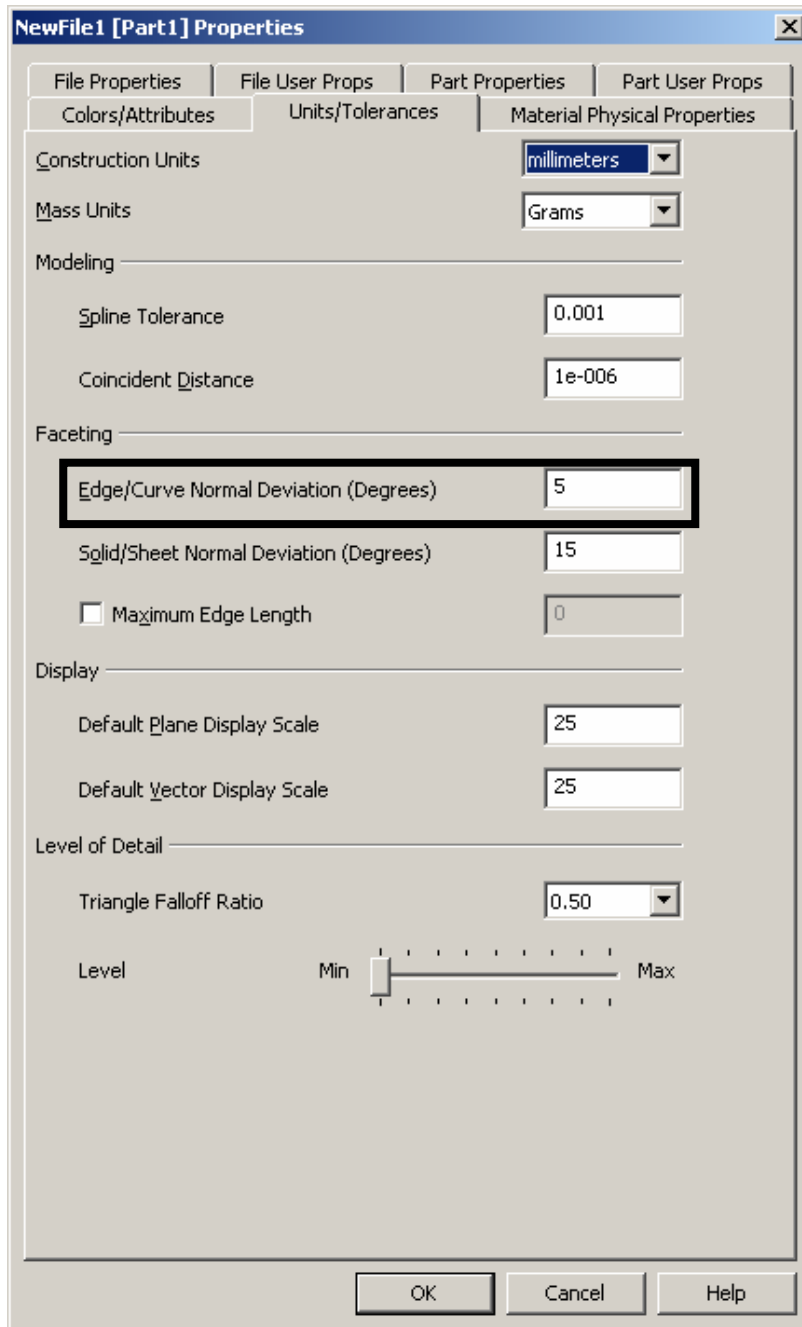 NewFile1 [Part1] Properties
File Properties File User Props Part Properties Part User Props
Colors/Attributes Units/Tolerances Material Physical Properties
Construction Units millimeters
Mass Units Grams
Modeling
Spline Tolerance 0.001
Coincident Distance 1e-006
Faceting
Edge/Curve Normal Deviation (Degrees) 5
Solid/Sheet Normal Deviation (Degrees) 15
Maximum Edge Length 0
Display
Default Plane Display Scale 25
Default Vector Display Scale 25
Level of Detail
Triangle Falloff Ratio 0.50
Level Min Max
OK Cancel Help